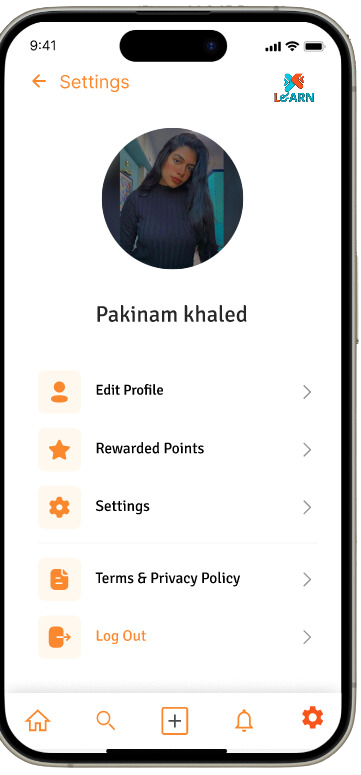 9:41
Settings
LeARN
Pakinam khaled
Edit Profile
Rewarded Points
Settings
Terms & Privacy Policy
Log Out